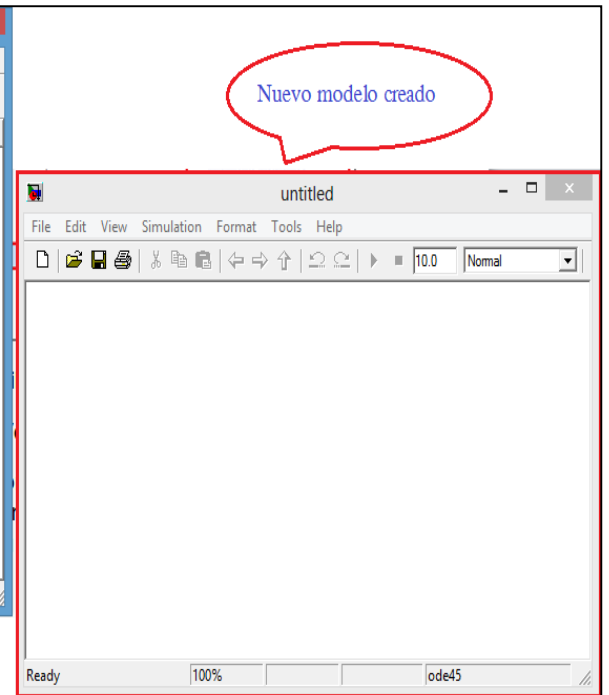 Nuevo modelo creado
untitled
File Edit View Simulation Format Tools Help
10.0 Normal
Ready 100% ode45